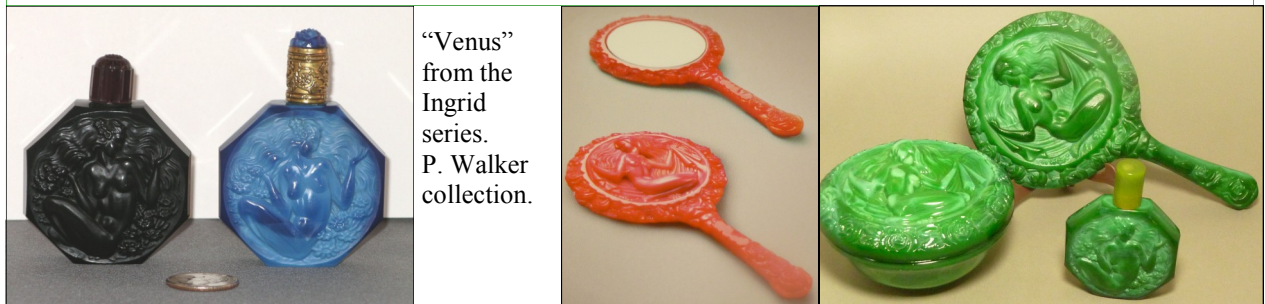 “Venus”
from the
Ingrid
series.
P. Walker
collection.